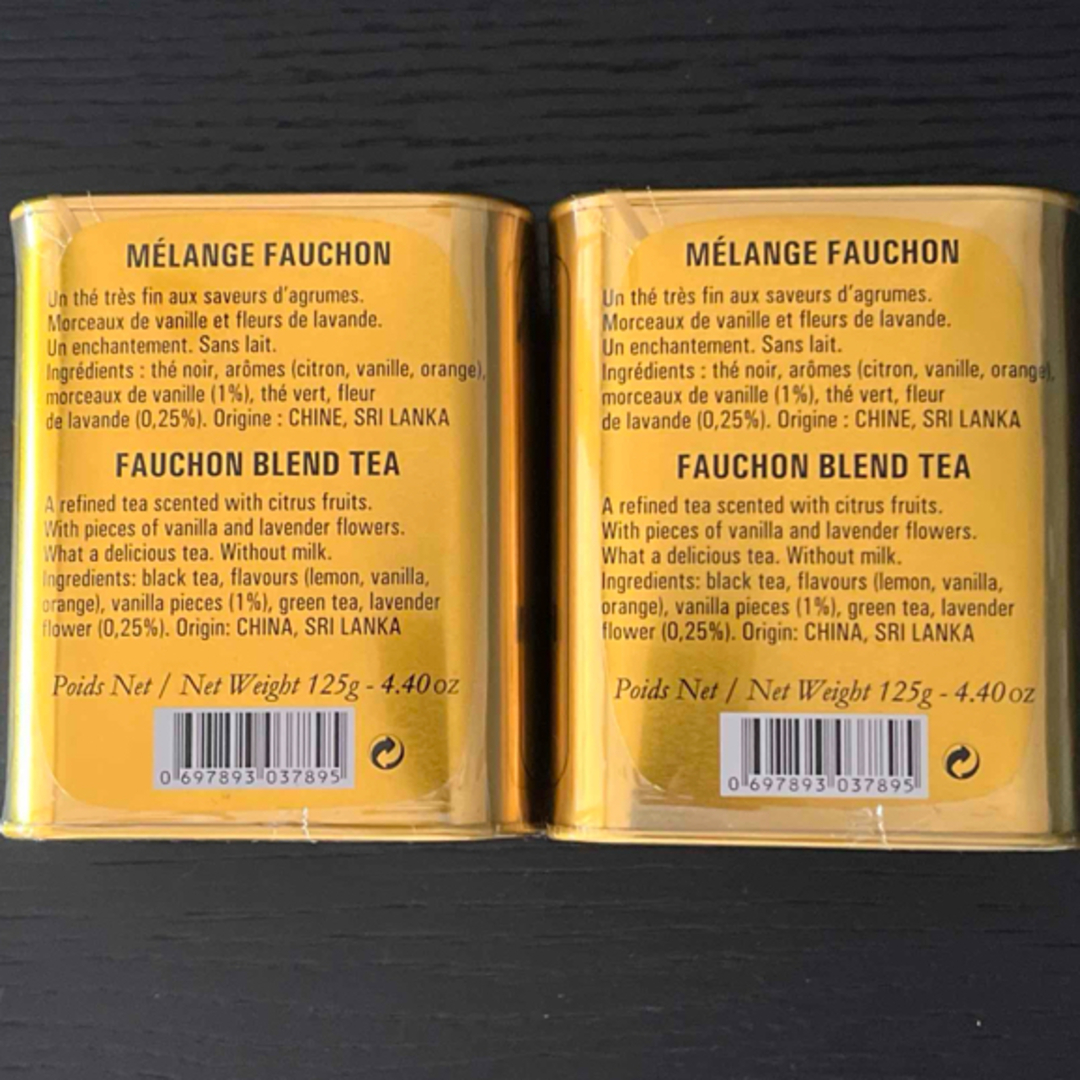 MÉLANGE FAUCHON
Un thé très fin aux saveurs d'agrumes.
Morceaux de vanille et fleurs de lavande.
Un enchantement. Sans lait.
Ingrédients : thé noir, arômes (citron, vanille, orange),
morceaux de vanille (1%), thé vert, fleur
de lavande (0,25%). Origine : CHINE, SRI LANKA
FAUCHON BLEND TEA
A refined tea scented with citrus fruits.
With pieces of vanilla and lavender flowers.
What a delicious tea. Without milk.
Ingredients: black tea, flavours (lemon, vanilla,
orange), vanilla pieces (1%), green tea, lavender
flower (0,25%). Origin: CHINA, SRI LANKA
Poids Net / Net Weight 125g - 4.40 oz
0 697893 037895
MÉLANGE FAUCHON
Un thé très fin aux saveurs d'agrumes.
Morceaux de vanille et fleurs de lavande.
Un enchantement. Sans lait.
Ingrédients : thé noir, arômes (citron, vanille, orange),
morceaux de vanille (1%), thé vert, fleur
de lavande (0,25%). Origine : CHINE, SRI LANKA
FAUCHON BLEND TEA
A refined tea scented with citrus fruits.
With pieces of vanilla and lavender flowers.
What a delicious tea. Without milk.
Ingredients: black tea, flavours (lemon, vanilla,
orange), vanilla pieces (1%), green tea, lavender
flower (0,25%). Origin: CHINA, SRI LANKA
Poids Net / Net Weight 125g - 4.40 oz
0 697893 037895